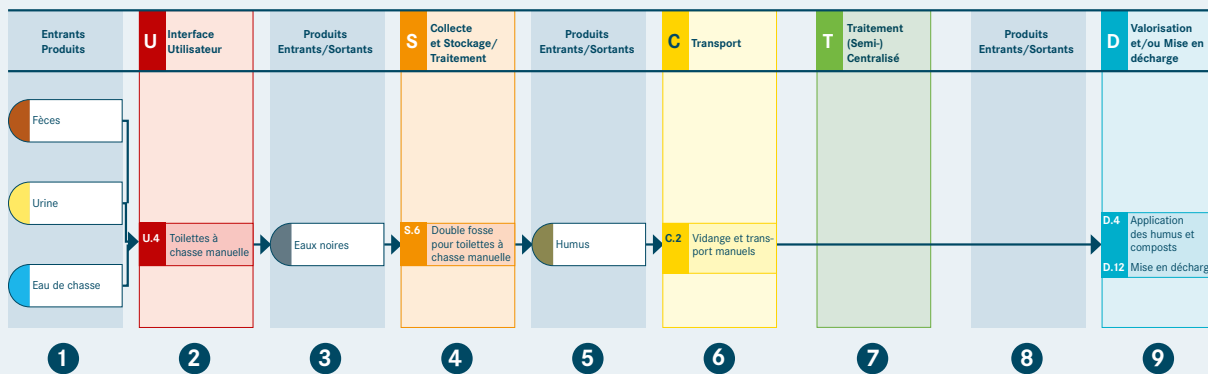 Entrants
Produits
U
Interface
Utilisateur
Produits
Entrants/Sortants
S
Collecte
et Stockage/
Traitement
Produits
Entrants/Sortants
C
Transport
T
Traitement
(Semi-)
Centralisé
Produits
Entrants/Sortants
D
Valorisation
et/ou Mise en
décharge
Fèces
Urine
Eau de chasse
U.4
Toilettes à
chasse manuelle
Eaux noires
S.6
Double fosse
pour toilettes à
chasse manuelle
Humus
C.2
Vidange et trans-
port manuels
D.4
Application
des humus et
composts
D.12
Mise en décharg
1
2
3
4
5
6
7
8
9